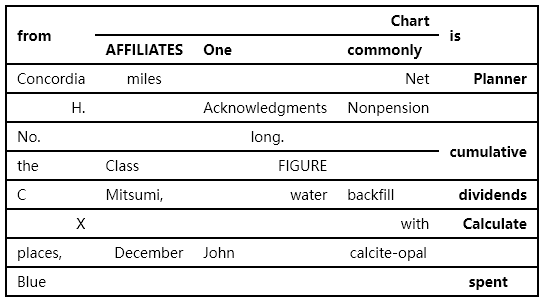 Chart
from is
AFFILIATES One commonly
Concordia miles Net Planner
H. Acknowledgments Nonpension
No. long.
cumulative
the Class FIGURE
C Mitsumi, water backfill dividends
X with Calculate
places, December John calcite-opal
Blue spent